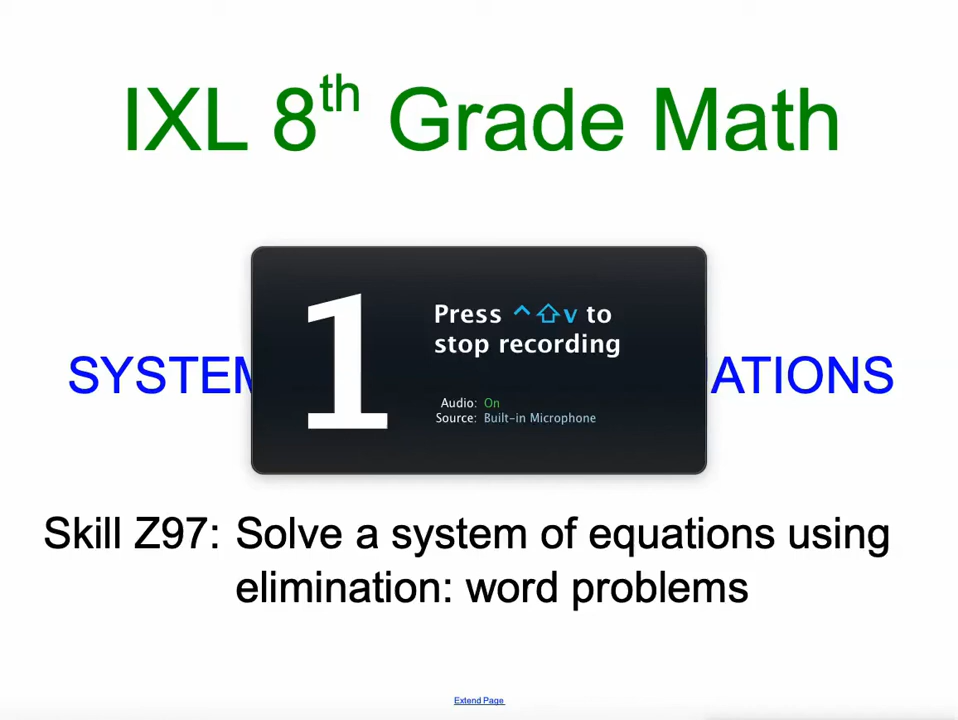 IXL 8th Grade Math
1
Press ^⇧v to
stop recording
SYSTEM ATIONS
Audio: On
Source: Built-in Microphone
Skill Z97: Solve a system of equations using
elimination: word problems
Extend Page